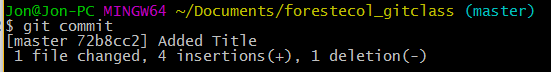 Jon@Jon-PC MINGW64 ~/Documents/forestecol_gitclass (master)
$ git commit
[master 72b8cc2] Added Title
 1 file changed, 4 insertions(+), 1 deletion(-)